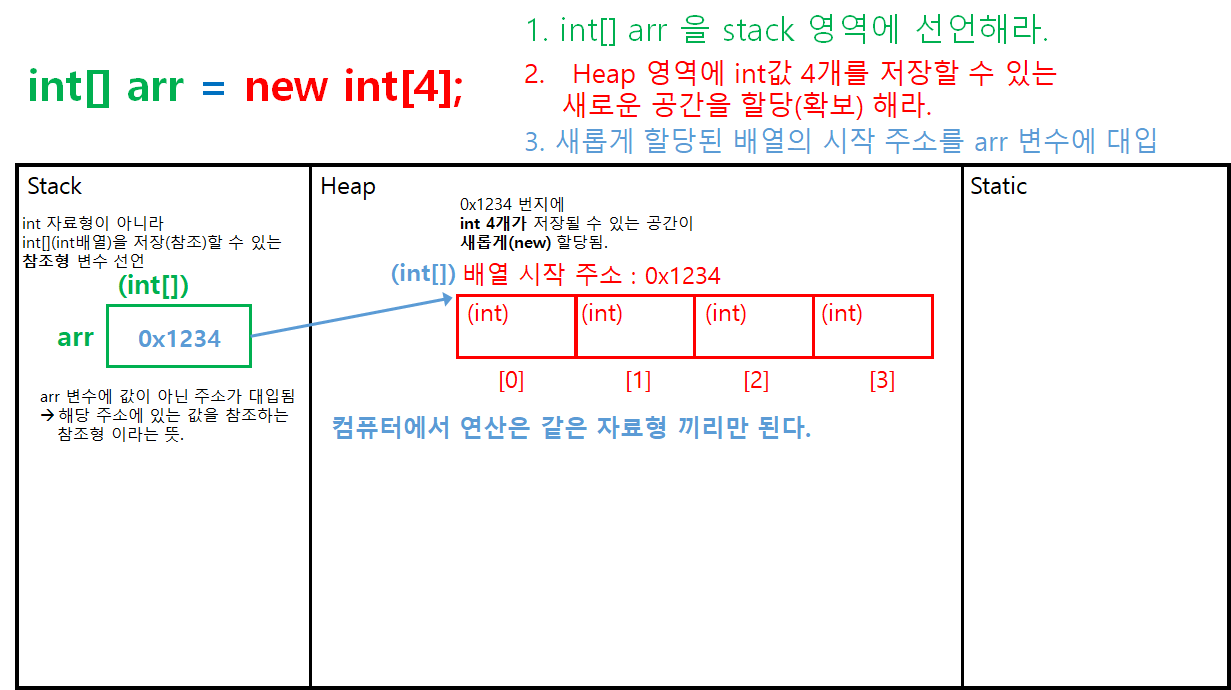 int[] arr = new int[4];
1. int[] arr 을 stack 영역에 선언해라.
2. Heap 영역에 int값 4개를 저장할 수 있는
새로운 공간을 할당(확보) 해라.
3. 새롭게 할당된 배열의 시작 주소를 arr 변수에 대입
Stack
int 자료형이 아니라
int[](int배열)을 저장(참조)할 수 있는
참조형 변수 선언
(int[])
arr
0x1234
arr 변수에 값이 아닌 주소가 대입됨
→ 해당 주소에 있는 값을 참조하는
참조형 이라는 뜻.
Heap
0x1234 번지에
int 4개가 저장될 수 있는 공간이
새롭게(new) 할당됨.
(int[]) 배열 시작 주소 : 0x1234
(int) (int) (int) (int)
[0] [1] [2] [3]
컴퓨터에서 연산은 같은 자료형 끼리만 된다.
Static